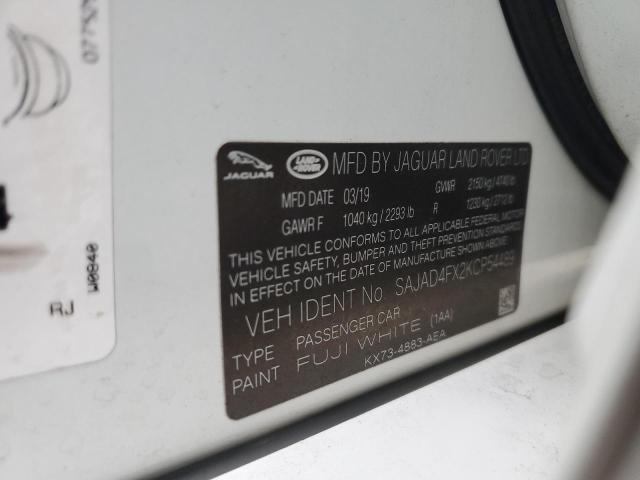 JAGUAR
LAND ROVER
MFD BY JAGUAR LAND ROVER LTD
MFD DATE 03/19 GVWR 2150 kg / 4740 lb
GAWR F 1040 kg / 2293 lb R 1230 kg / 2712 lb
THIS VEHICLE CONFORMS TO ALL APPLICABLE FEDERAL MOTOR
VEHICLE SAFETY, BUMPER AND THEFT PREVENTION STANDARDS
IN EFFECT ON THE DATE OF MANUFACTURE SHOWN ABOVE
VEH IDENT No SAJAD4FX2KCP54489
TYPE PASSENGER CAR
PAINT FUJI WHITE (1AA)
KX73-4883-AEA
RJ
W0840